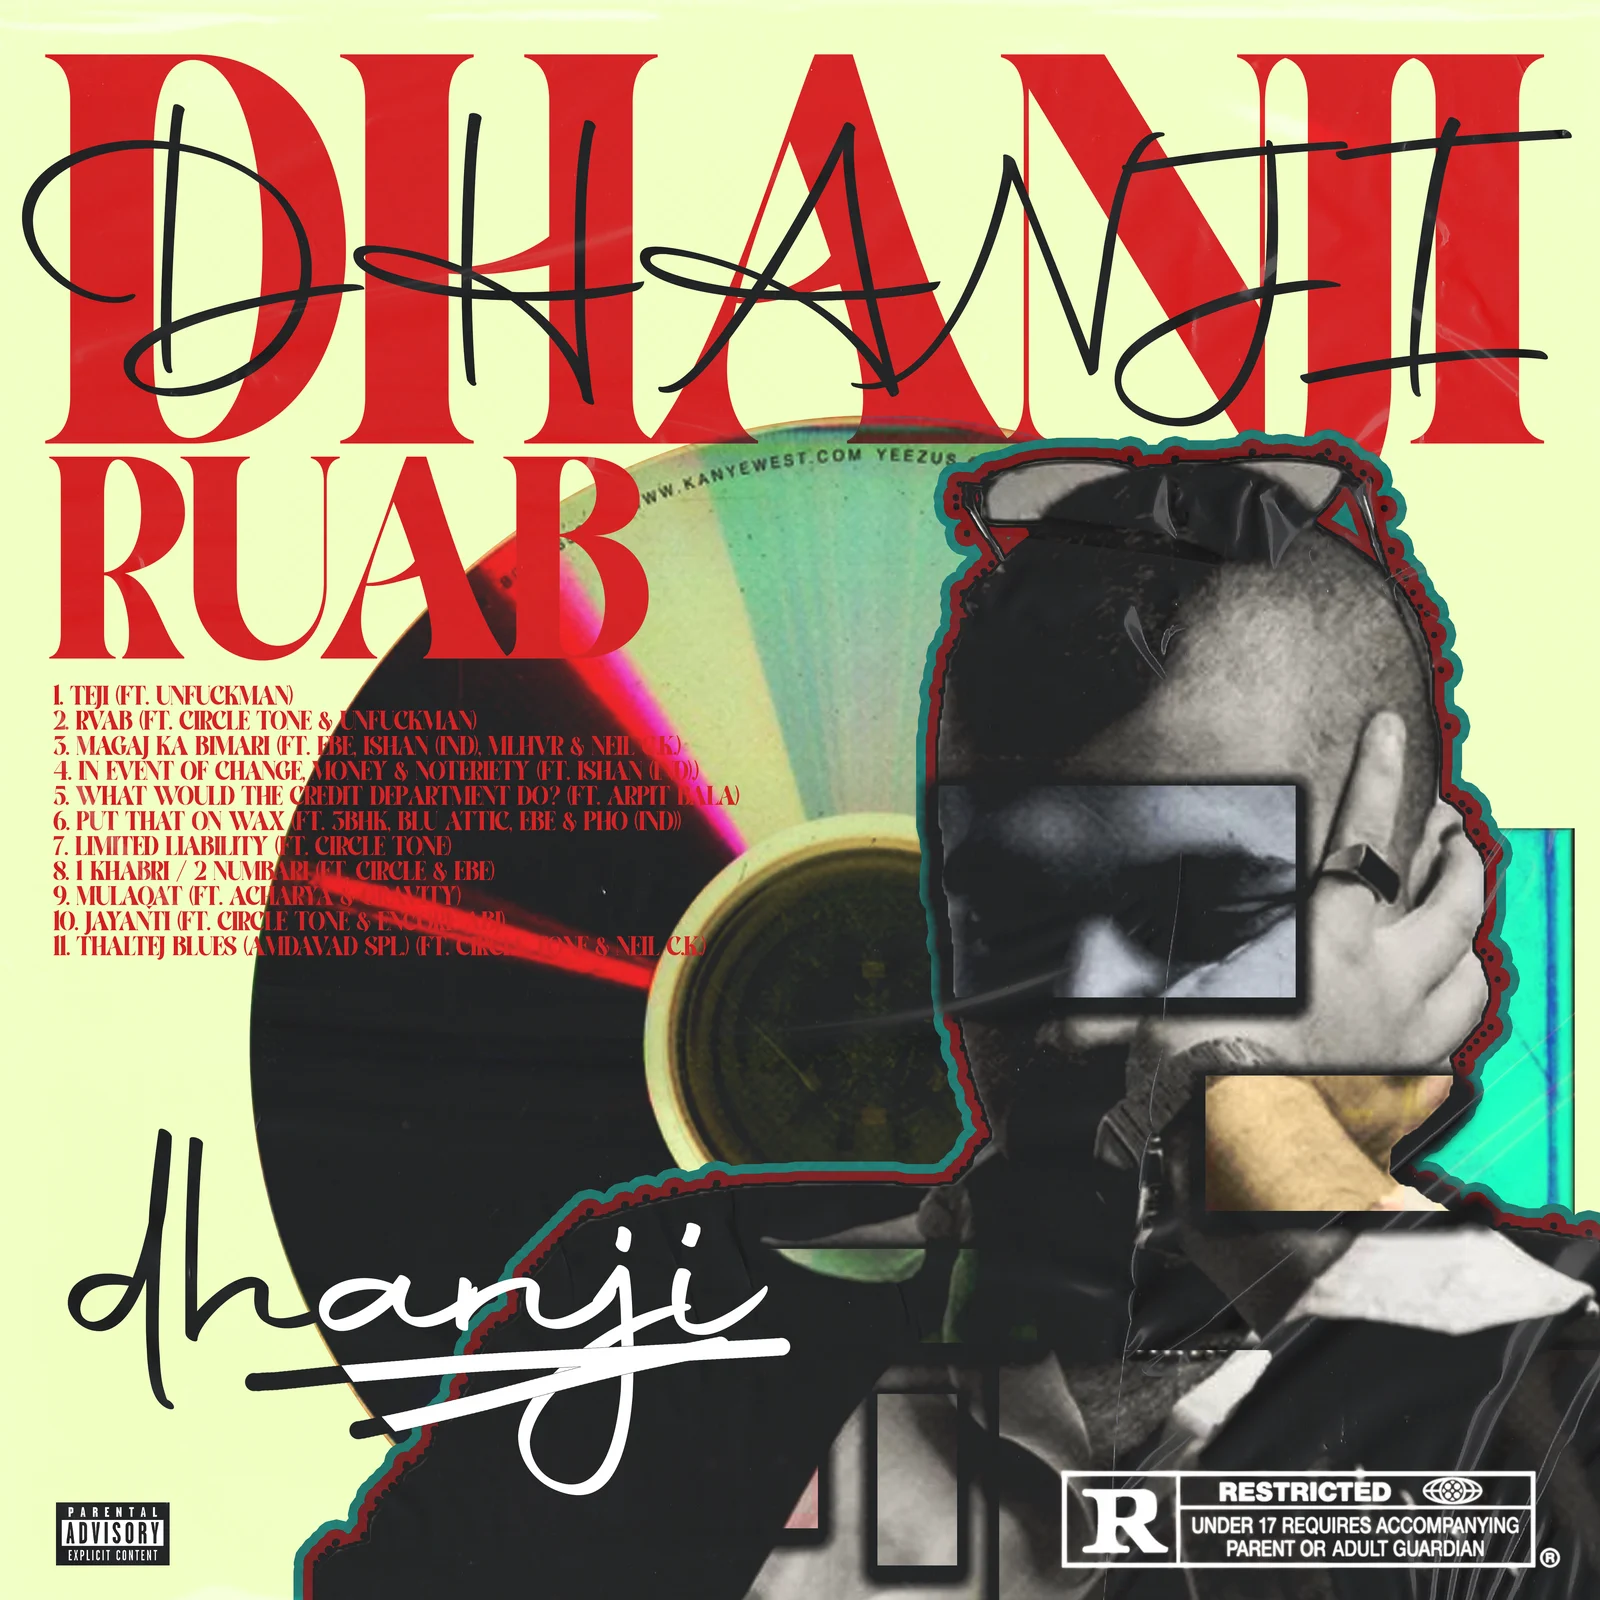 DHANJI
DHANJI
RUAB
WWW.KANYEWEST.COM YEEZUS
1. TEJI (FT. UNFUCKMAN)
2. RVAB (FT. CIRCLE TONE & UNFUCKMAN)
3. MAGAJ KA BIMARI (FT. EBE, ISHAN (IND), MLHVR & NEIL C.K.)
4. IN EVENT OF CHANGE, MONEY & NOTERIETY (FT. ISHAN (IND))
5. WHAT WOULD THE CREDIT DEPARTMENT DO? (FT. ARPIT BALA)
6. PUT THAT ON WAX (FT. 3BHK, BLU ATTIC, EBE & PHO (IND))
7. LIMITED LIABILITY (FT. CIRCLE TONE)
8. 1 KHABRI / 2 NUMBARI (FT. CIRCLE & EBE)
9. MULAQAT (FT. ACHARYA & GRAVITY)
10. JAYANTI (FT. CIRCLE TONE & ENCORE ABJ)
11. THALTEJ BLUES (AMDAVAD SPL.) (FT. CIRCLE TONE & NEIL C.K.)
dhanji
PARENTAL
ADVISORY
EXPLICIT CONTENT
R
RESTRICTED
UNDER 17 REQUIRES ACCOMPANYING
PARENT OR ADULT GUARDIAN
®